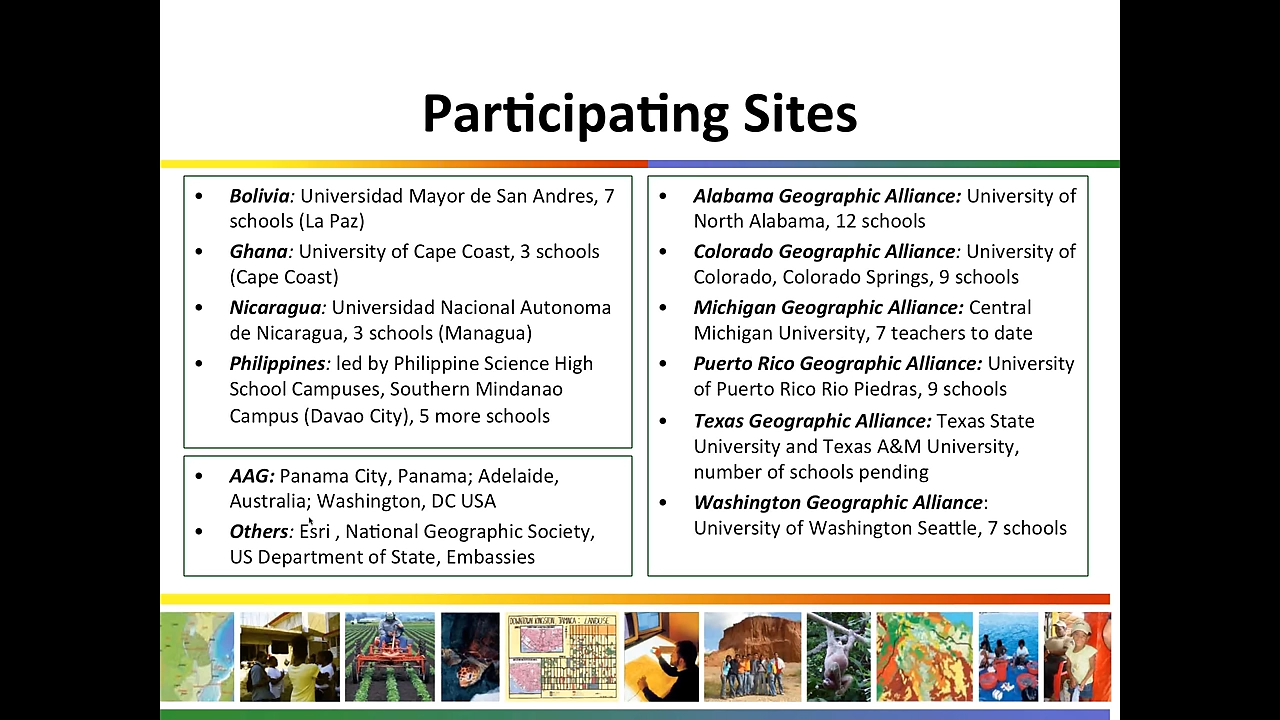 Participating Sites
• Bolivia: Universidad Mayor de San Andres, 7
schools (La Paz)
• Ghana: University of Cape Coast, 3 schools
(Cape Coast)
• Nicaragua: Universidad Nacional Autonoma
de Nicaragua, 3 schools (Managua)
• Philippines: led by Philippine Science High
School Campuses, Southern Mindanao
Campus (Davao City), 5 more schools
• AAG: Panama City, Panama; Adelaide,
Australia; Washington, DC USA
• Others: Esri , National Geographic Society,
US Department of State, Embassies
• Alabama Geographic Alliance: University of
North Alabama, 12 schools
• Colorado Geographic Alliance: University of
Colorado, Colorado Springs, 9 schools
• Michigan Geographic Alliance: Central
Michigan University, 7 teachers to date
• Puerto Rico Geographic Alliance: University
of Puerto Rico Rio Piedras, 9 schools
• Texas Geographic Alliance: Texas State
University and Texas A&M University,
number of schools pending
• Washington Geographic Alliance:
University of Washington Seattle, 7 schools
DOWNTOWN KINGSTON, JAMAICA: LANDUSE